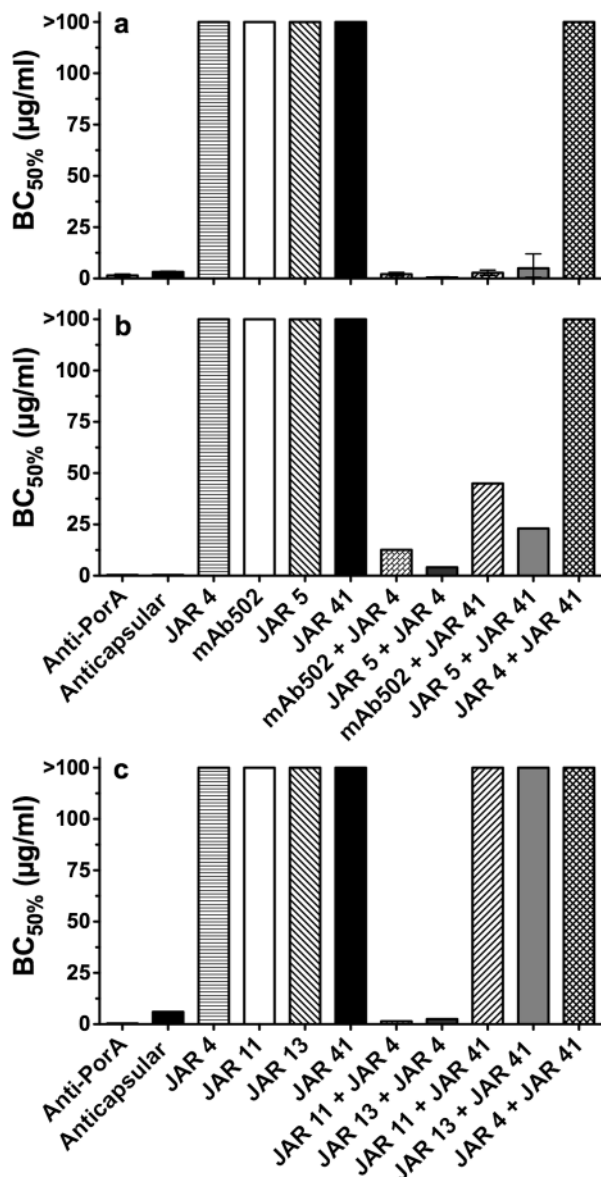 a
BC50% (µg/ml)
>100
100
75
50
25
0
b
BC50% (µg/ml)
>100
100
75
50
25
0
Anti-PorA
Anticapsular
JAR 4
mAb502
JAR 5
JAR 41
mAb502 + JAR 4
JAR 5 + JAR 4
mAb502 + JAR 41
JAR 5 + JAR 41
JAR 4 + JAR 41
c
BC50% (µg/ml)
>100
100
75
50
25
0
Anti-PorA
Anticapsular
JAR 4
JAR 11
JAR 13
JAR 41
JAR 11 + JAR 4
JAR 13 + JAR 4
JAR 11 + JAR 41
JAR 13 + JAR 41
JAR 4 + JAR 41